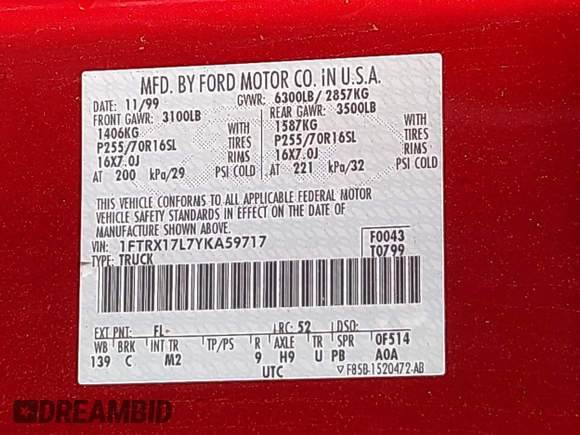 MFD. BY FORD MOTOR CO. iN U.S.A.
DATE: 11/99 GVWR: 6300LB/ 2857KG
FRONT GAWR: 3100LB REAR GAWR: 3500LB
1406KG WITH 1587KG WITH
P255/70R16SL TIRES P255/70R16SL TIRES
16X7.0J RIMS 16X7.0J RIMS
AT 200 kPa/29 PSI COLD AT 221 kPa/32 PSI COLD
THIS VEHICLE CONFORMS TO ALL APPLICABLE FEDERAL MOTOR
VEHICLE SAFETY STANDARDS IN EFFECT ON THE DATE OF
MANUFACTURE SHOWN ABOVE.
VIN: 1FTRX17L7YKA59717 F0043
TYPE: TRUCK T0799
EXT PNT: FL- RC: 52 DSO:
WB BRK INT TR TP/PS R AXLE TR SPR 0F514
139 C M2 9 H9 U PB A0A
UTC ▽ F85B-1520472-AB
DREAMBID